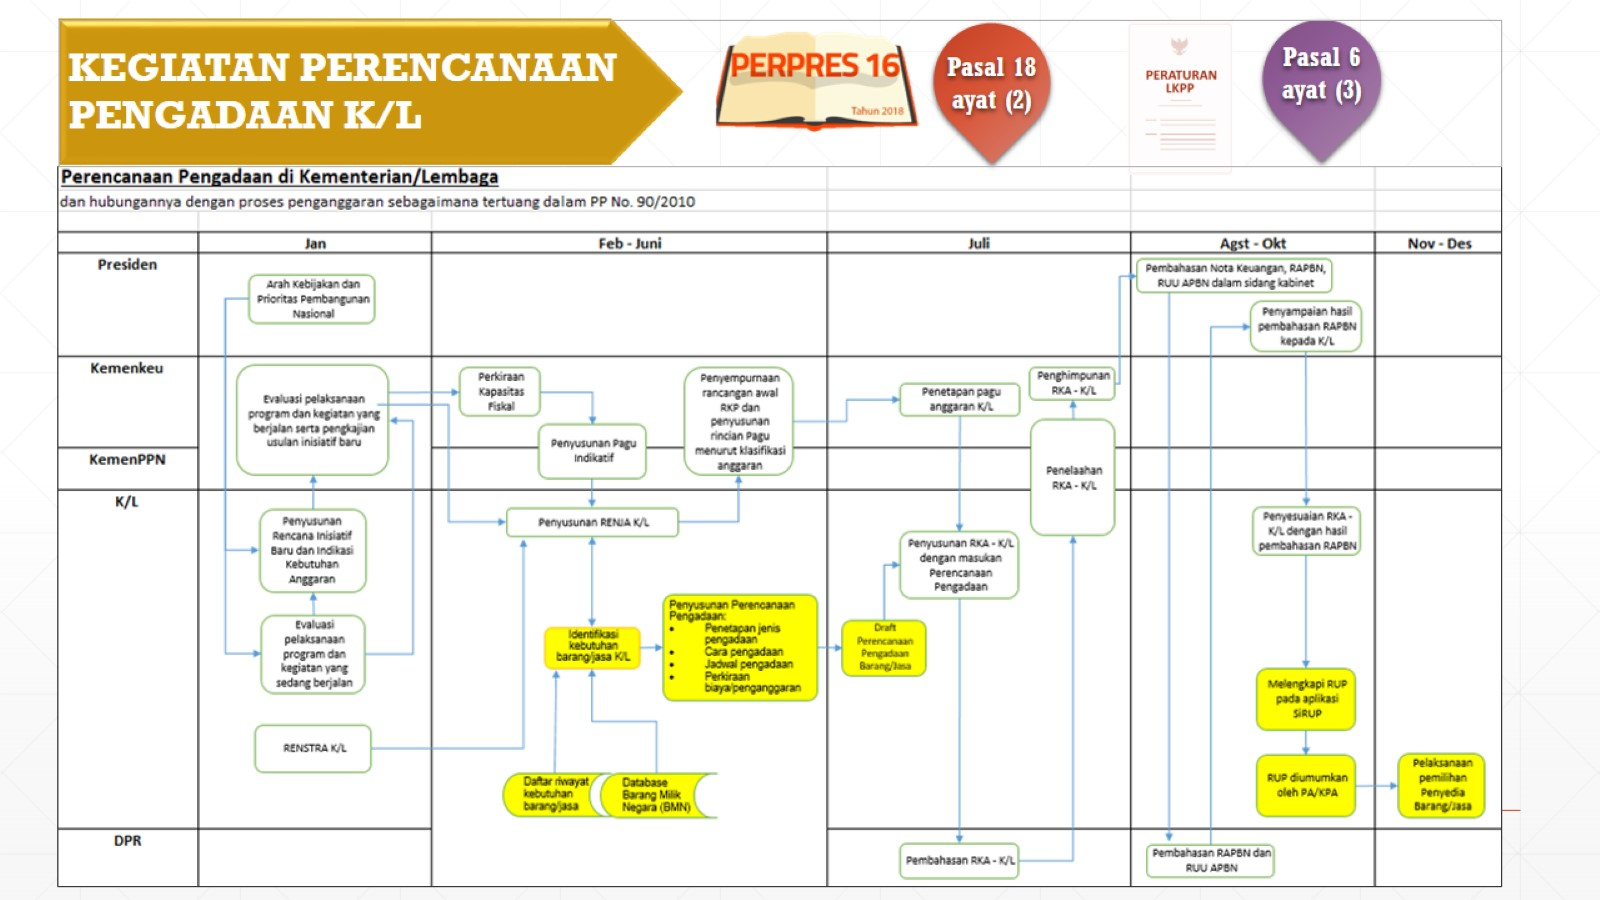 KEGIATAN PERENCANAAN
PENGADAAN K/L
PERPRES 16
Tahun 2018
Pasal 18
ayat (2)
PERATURAN
LKPP
Pasal 6
ayat (3)
Perencanaan Pengadaan di Kementerian/Lembaga
dan hubungannya dengan proses penganggaran sebagaimana tertuang dalam PP No. 90/2010
Jan
Feb - Juni
Juli
Agst - Okt
Nov - Des
Presiden
Arah Kebijakan dan
Prioritas Pembangunan
Nasional
Pembahasan Nota Keuangan, RAPBN,
RUU APBN dalam sidang kabinet
Penyampaian hasil
pembahasan RAPBN
kepada K/L
Kemenkeu
Evaluasi pelaksanaan
program dan kegiatan yang
berjalan serta pengkajian
usulan inisiatif baru
Perkiraan
Kapasitas
Fiskal
Penyusunan Pagu
Indikatif
Penyempurnaan
rancangan awal
RKP dan
penyusunan
rincian Pagu
menurut klasifikasi
anggaran
Penetapan pagu
anggaran K/L
Penghimpunan
RKA - K/L
Penelaahan
RKA - K/L
KemenPPN
K/L
Penyusunan
Rencana Inisiatif
Baru dan Indikasi
Kebutuhan
Anggaran
Evaluasi
pelaksanaan
program dan
kegiatan yang
sedang berjalan
RENSTRA K/L
Penyusunan RENJA K/L
Identifikasi
kebutuhan
barang/jasa K/L
Penyusunan Perencanaan
Pengadaan:
• Penetapan jenis
pengadaan
• Cara pengadaan
• Jadwal pengadaan
• Perkiraan
biaya/penganggaran
Daftar riwayat
kebutuhan
barang/jasa
Database
Barang Milik
Negara (BMN)
Penyusunan RKA - K/L
dengan masukan
Perencanaan
Pengadaan
Draft
Perencanaan
Pengadaan
Barang/Jasa
Penyesuaian RKA -
K/L dengan hasil
pembahasan RAPBN
Melengkapi RUP
pada aplikasi
SiRUP
RUP diumumkan
oleh PA/KPA
Pelaksanaan
pemilihan
Penyedia
Barang/Jasa
DPR
Pembahasan RKA - K/L
Pembahasan RAPBN dan
RUU APBN